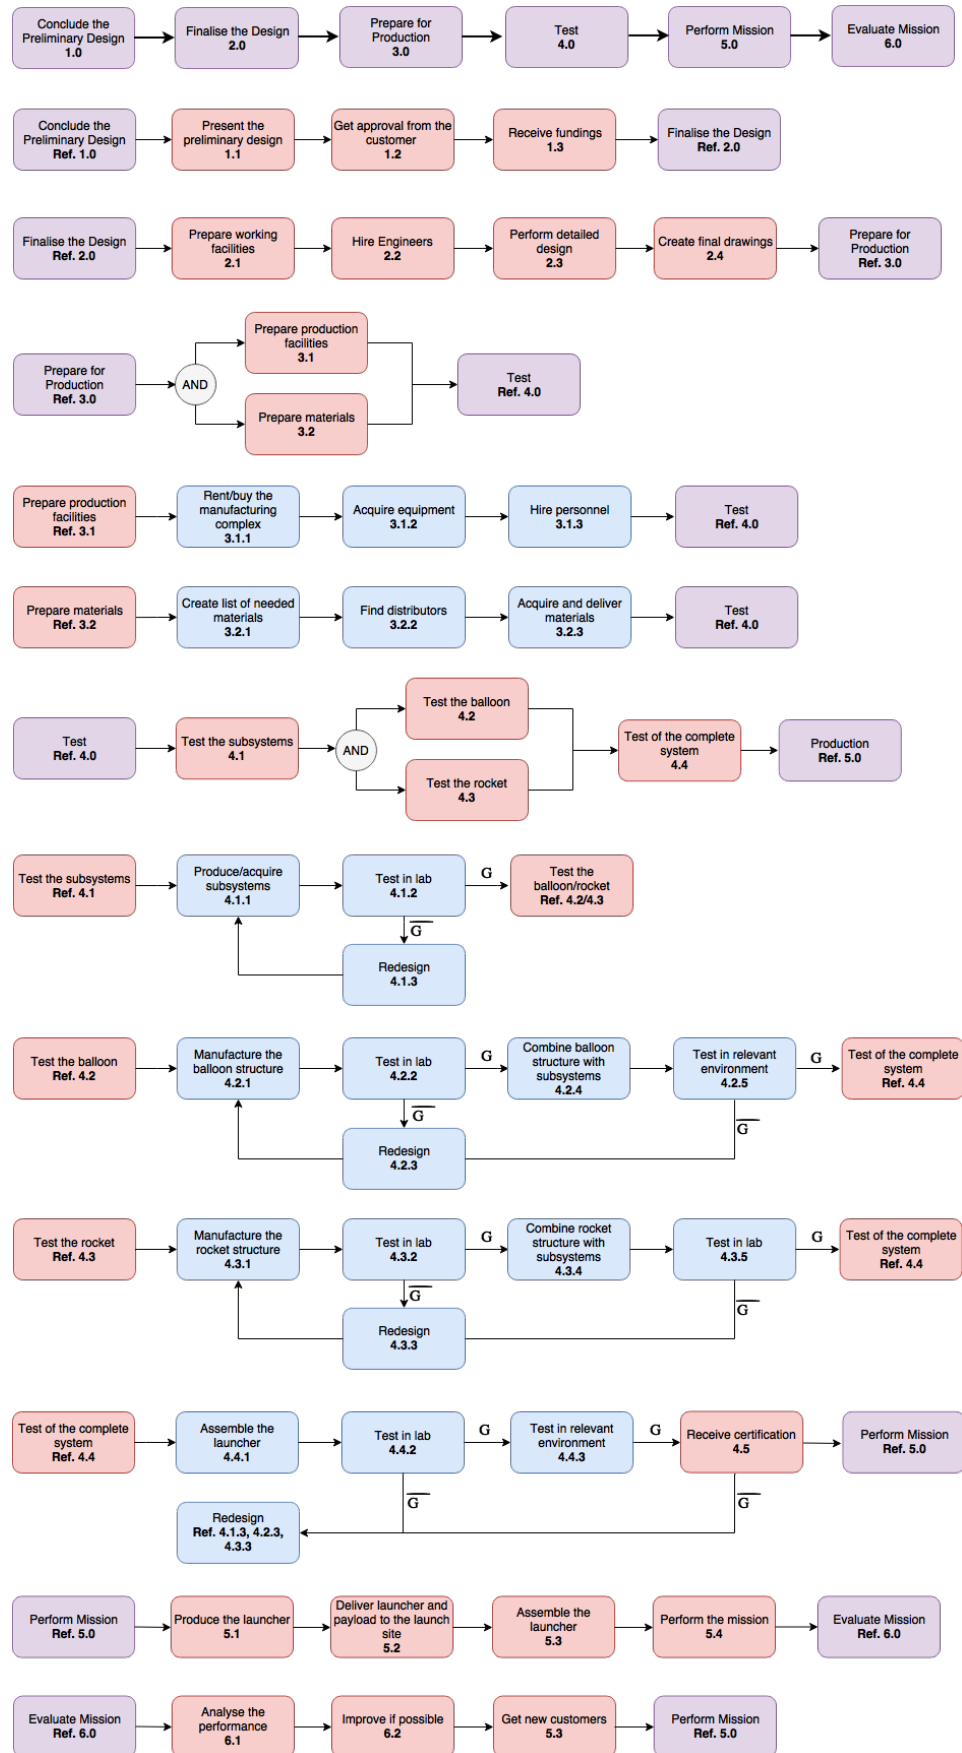 Conclude the
Preliminary Design
1.0
Finalise the Design
2.0
Prepare for
Production
3.0
Test
4.0
Perform Mission
5.0
Evaluate Mission
6.0
Conclude the
Preliminary Design
Ref. 1.0
Present the
preliminary design
1.1
Get approval from the
customer
1.2
Receive fundings
1.3
Finalise the Design
Ref. 2.0
Finalise the Design
Ref. 2.0
Prepare working
facilities
2.1
Hire Engineers
2.2
Perform detailed
design
2.3
Create final drawings
2.4
Prepare for
Production
Ref. 3.0
Prepare for
Production
Ref. 3.0
AND
Prepare production
facilities
3.1
Prepare materials
3.2
Test
Ref. 4.0
Prepare production
facilities
Ref. 3.1
Rent/buy the
manufacturing
complex
3.1.1
Acquire equipment
3.1.2
Hire personnel
3.1.3
Test
Ref. 4.0
Prepare materials
Ref. 3.2
Create list of needed
materials
3.2.1
Find distributors
3.2.2
Acquire and deliver
materials
3.2.3
Test
Ref. 4.0
Test
Ref. 4.0
Test the subsystems
4.1
AND
Test the balloon
4.2
Test the rocket
4.3
Test of the complete
system
4.4
Production
Ref. 5.0
Test the subsystems
Ref. 4.1
Produce/acquire
subsystems
4.1.1
Test in lab
4.1.2
G
Test the
balloon/rocket
Ref. 4.2/4.3
G
Redesign
4.1.3
Test the balloon
Ref. 4.2
Manufacture the
balloon structure
4.2.1
Test in lab
4.2.2
G
Combine balloon
structure with
subsystems
4.2.4
Test in relevant
environment
4.2.5
G
Test of the complete
system
Ref. 4.4
G
G
Redesign
4.2.3
Test the rocket
Ref. 4.3
Manufacture the
rocket structure
4.3.1
Test in lab
4.3.2
G
Combine rocket
structure with
subsystems
4.3.4
Test in lab
4.3.5
G
Test of the complete
system
Ref. 4.4
G
G
Redesign
4.3.3
Test of the complete
system
Ref. 4.4
Assemble the
launcher
4.4.1
Test in lab
4.4.2
G
Test in relevant
environment
4.4.3
G
Receive certification
4.5
Perform Mission
Ref. 5.0
G
G
Redesign
Ref. 4.1.3, 4.2.3,
4.3.3
Perform Mission
Ref. 5.0
Produce the launcher
5.1
Deliver launcher and
payload to the launch
site
5.2
Assemble the
launcher
5.3
Perform the mission
5.4
Evaluate Mission
Ref. 6.0
Evaluate Mission
Ref. 6.0
Analyse the
performance
6.1
Improve if possible
6.2
Get new customers
5.3
Perform Mission
Ref. 5.0